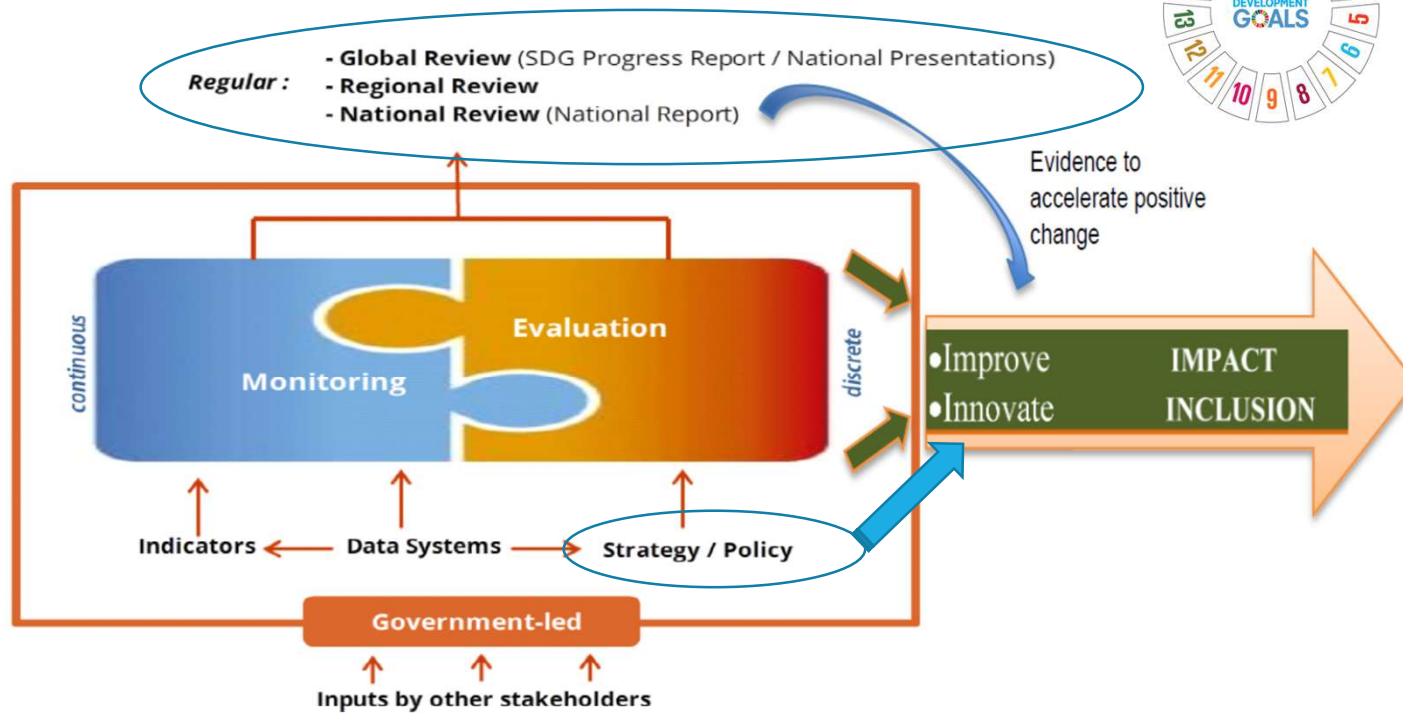 DEVELOPMENT
GOALS
13
12
11
10
9
8
7
6
5
Regular :
- Global Review (SDG Progress Report / National Presentations)
- Regional Review
- National Review (National Report)
Evidence to
accelerate positive
change
continuous
Monitoring
Evaluation
discrete
•Improve IMPACT
•Innovate INCLUSION
Indicators
Data Systems
Strategy / Policy
Government-led
Inputs by other stakeholders